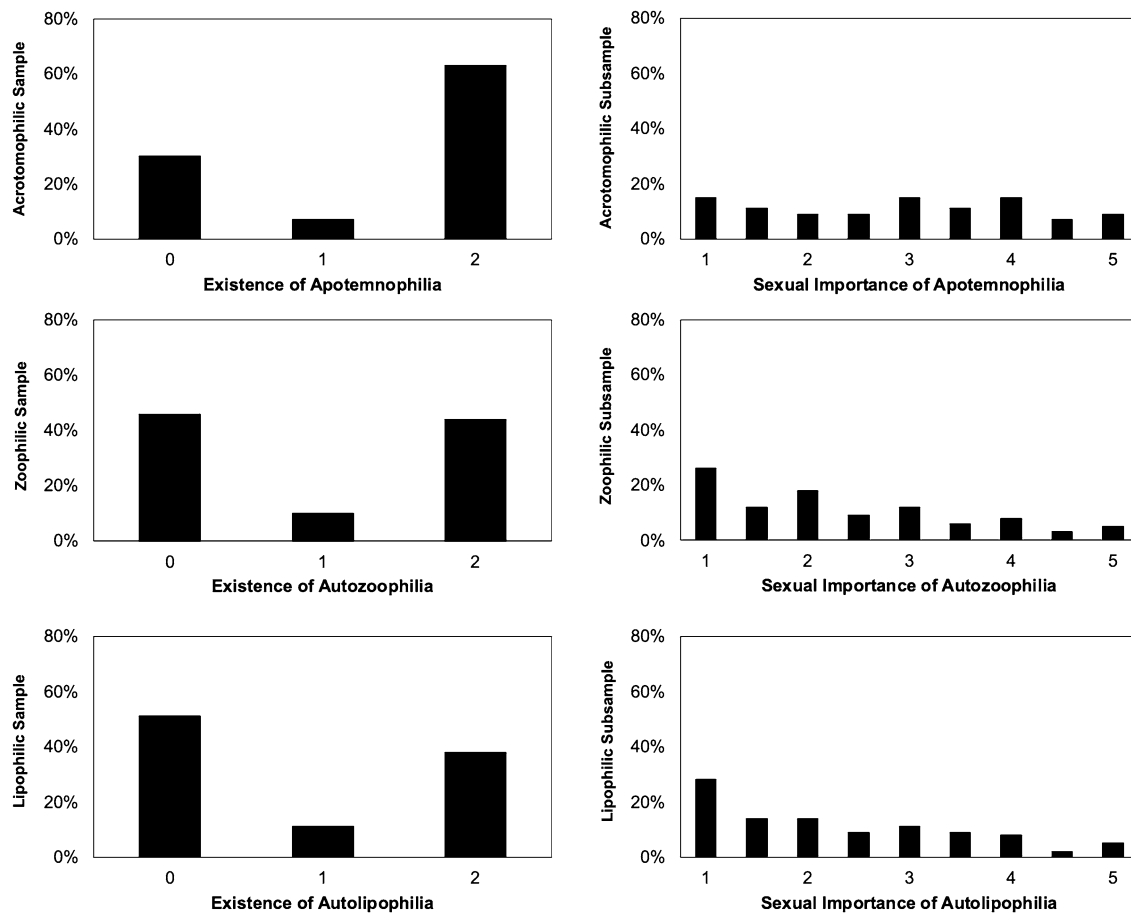 Acrotomophilic Sample
80%
60%
40%
20%
0%
0 1 2
Existence of Apotemnophilia
Acrotomophilic Subsample
80%
60%
40%
20%
0%
1 2 3 4 5
Sexual Importance of Apotemnophilia
Zoophilic Sample
80%
60%
40%
20%
0%
0 1 2
Existence of Autozoophilia
Zoophilic Subsample
80%
60%
40%
20%
0%
1 2 3 4 5
Sexual Importance of Autozoophilia
Lipophilic Sample
80%
60%
40%
20%
0%
0 1 2
Existence of Autolipophilia
Lipophilic Subsample
80%
60%
40%
20%
0%
1 2 3 4 5
Sexual Importance of Autolipophilia